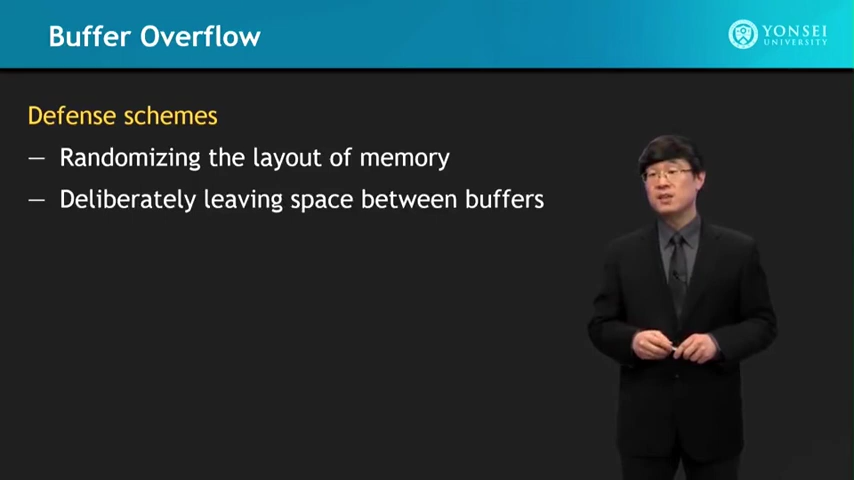 Buffer Overflow
YONSEI
UNIVERSITY
Defense schemes
— Randomizing the layout of memory
— Deliberately leaving space between buffers